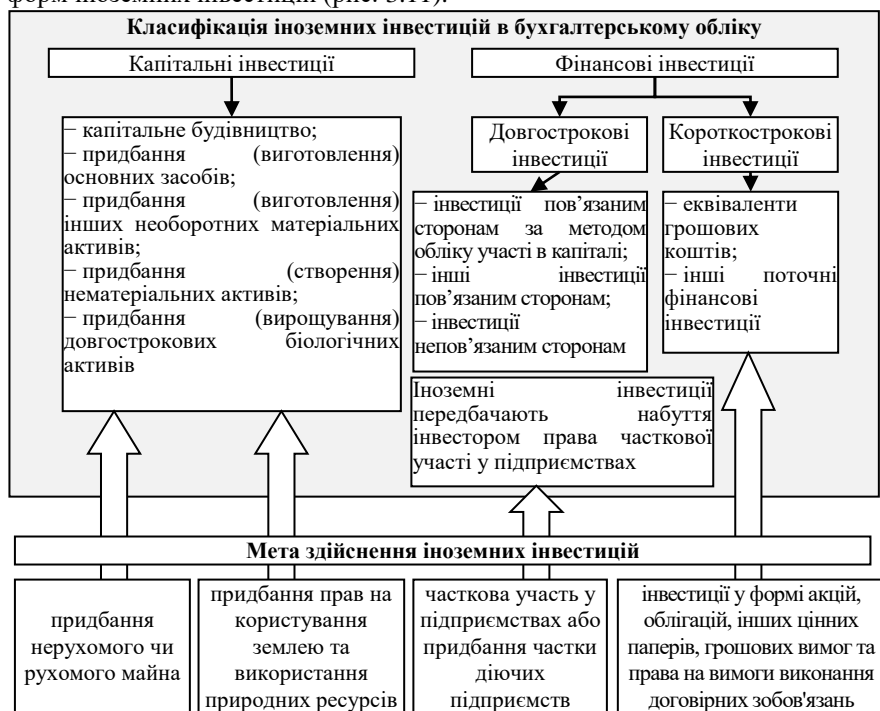 форм іноземних інвестицій (рис. 3.11).
Класифікація іноземних інвестицій в бухгалтерському обліку
Капітальні інвестиції
Фінансові інвестиції
− капітальне будівництво;
− придбання (виготовлення)
основних засобів;
− придбання (виготовлення)
інших необоротних матеріальних
активів;
− придбання (створення)
нематеріальних активів;
− придбання (вирощування)
довгострокових біологічних
активів
Довгострокові
інвестиції
Короткострокові
інвестиції
− інвестиції пов’язаним
сторонам за методом
обліку участі в капіталі;
− інші інвестиції
пов’язаним сторонам;
− інвестиції
непов’язаним сторонам
− еквіваленти
грошових
коштів;
− інші поточні
фінансові
інвестиції
Іноземні інвестиції
передбачають набуття
інвестором права часткової
участі у підприємствах
Мета здійснення іноземних інвестицій
придбання
нерухомого чи
рухомого майна
придбання прав на
користування
землею та
використання
природних ресурсів
часткова участь у
підприємствах або
придбання частки
діючих
підприємств
інвестиції у формі акцій,
облігацій, інших цінних
паперів, грошових вимог та
права на вимоги виконання
договірних зобов'язань